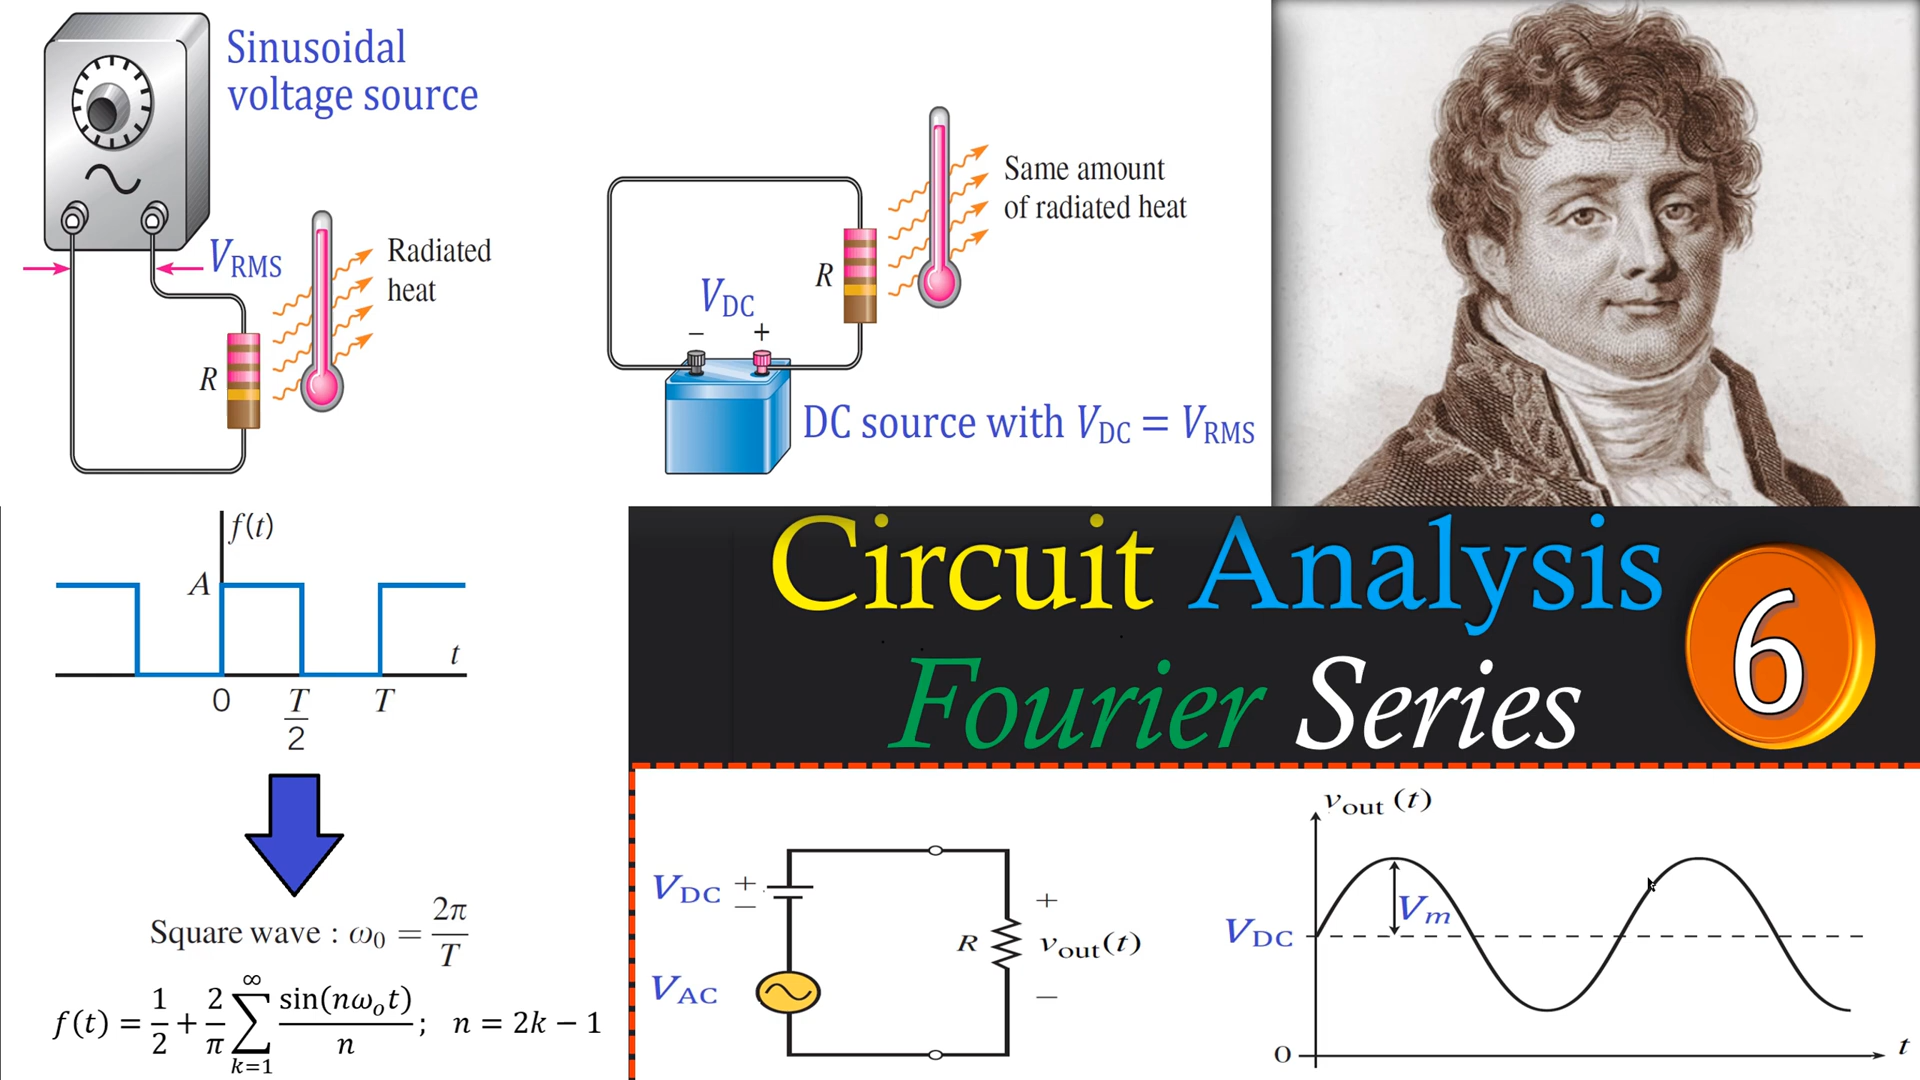 Sinusoidal
voltage source
V_RMS
Radiated
heat
R
Same amount
of radiated heat
R
V_DC
− +
DC source with V_DC = V_RMS
f(t)
A
t
0 T/2 T
Square wave : ω₀ = 2π/T
f(t) = 1/2 + 2/π ∑_{k=1}^{∞} sin(nω_o t)/n ; n = 2k − 1
Circuit Analysis
Fourier Series
6
V_DC + −
V_AC
R
+
v_out(t)
−
v_out (t)
V_m
V_DC
0
t